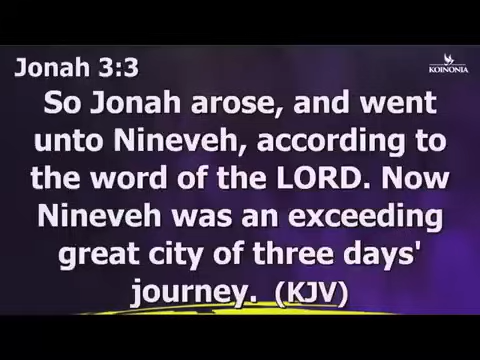 Jonah 3:3
KOINONIA
So Jonah arose, and went
unto Nineveh, according to
the word of the LORD. Now
Nineveh was an exceeding
great city of three days'
journey. (KJV)